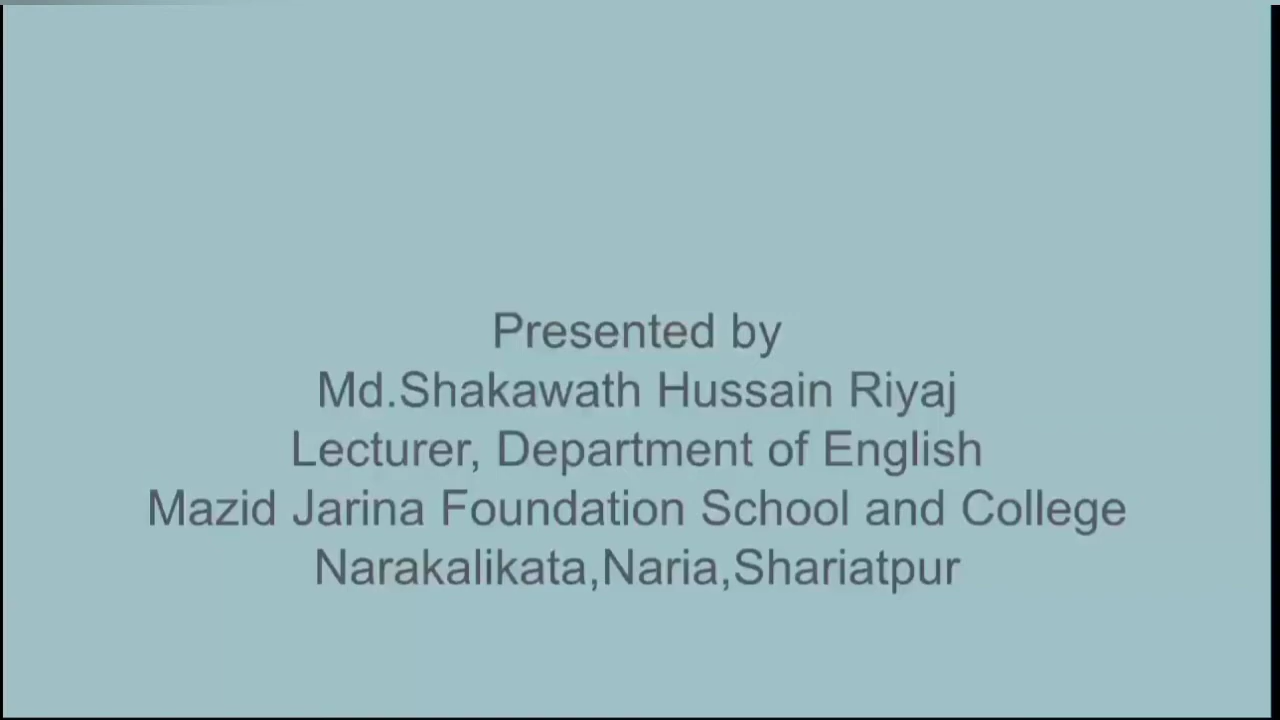 Presented by
Md.Shakawath Hussain Riyaj
Lecturer, Department of English
Mazid Jarina Foundation School and College
Narakalikata,Naria,Shariatpur